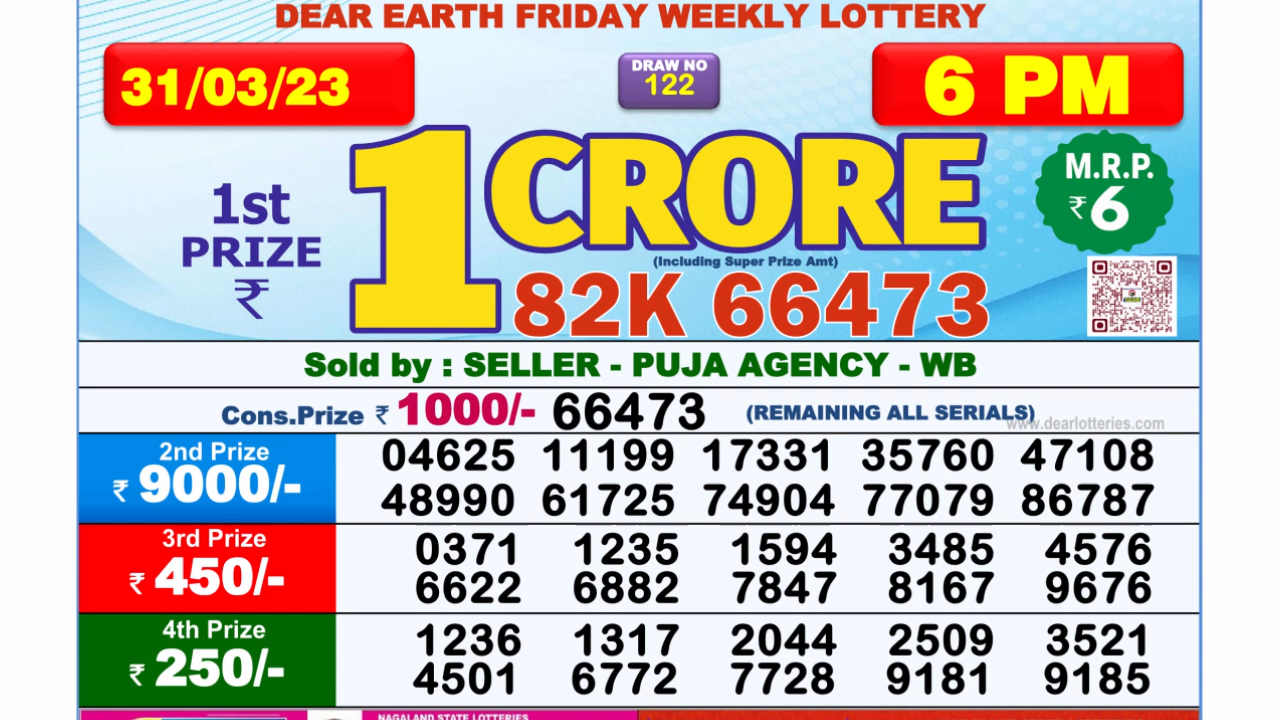 DEAR EARTH FRIDAY WEEKLY LOTTERY
31/03/23
DRAW NO
122
6 PM
1st
PRIZE
₹
1 CRORE
(Including Super Prize Amt)
82K 66473
M.R.P.
₹6
Sold by : SELLER - PUJA AGENCY - WB
Cons.Prize ₹ 1000/- 66473 (REMAINING ALL SERIALS)
www.dearlotteries.com
2nd Prize
₹ 9000/-
04625 11199 17331 35760 47108
48990 61725 74904 77079 86787
3rd Prize
₹ 450/-
0371 1235 1594 3485 4576
6622 6882 7847 8167 9676
4th Prize
₹ 250/-
1236 1317 2044 2509 3521
4501 6772 7728 9181 9185
NAGALAND STATE LOTTERIES